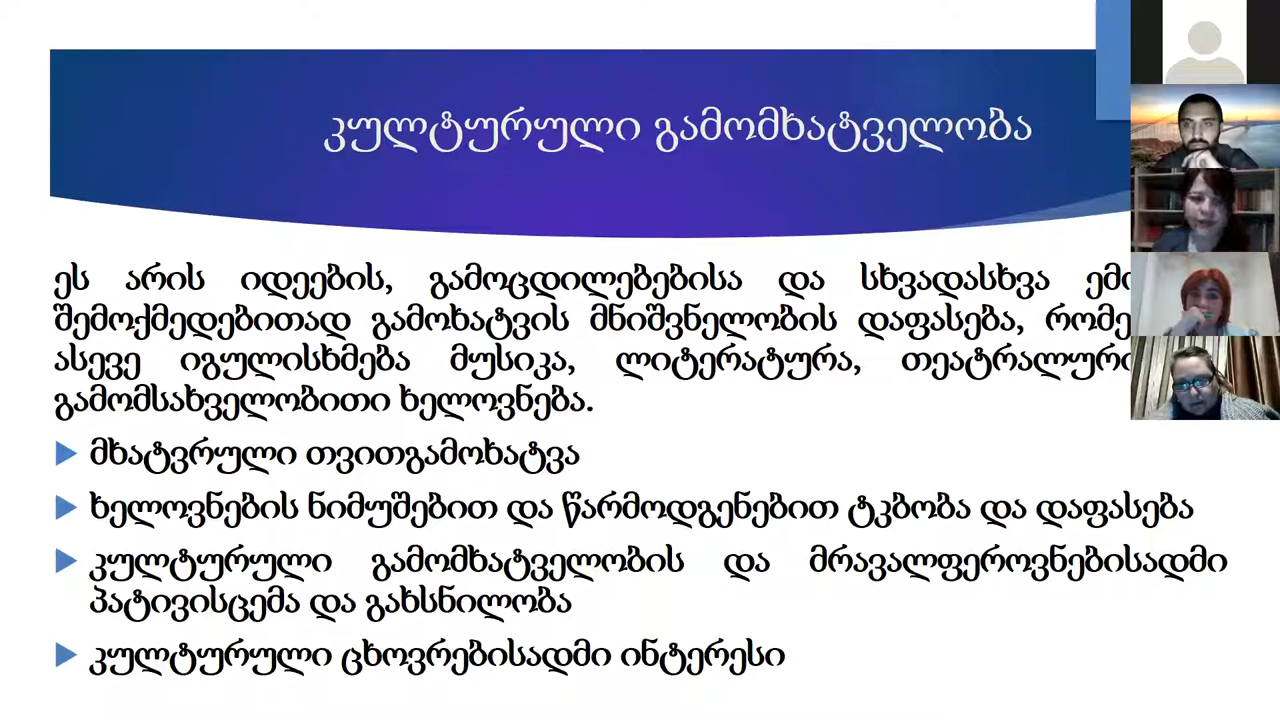 კულტურული გამომხატველობა
ეს არის იდეების, გამოცდილებებისა და სხვადასხვა
შემოქმედებითად გამოხატვის მნიშვნელობის დაფასება,
ასევე იგულისხმება მუსიკა, ლიტერატურა,
გამომსახველობითი ხელოვნება.
მხატვრული თვითგამოხატვა
ხელოვნების ნიმუშებით და წარმოდგენებით ტკბობა და დაფასება
კულტურული გამომხატველობის და მრავალფეროვნებისადმი
პატივისცემა და გახსნილობა
კულტურული ცხოვრებისადმი ინტერესი